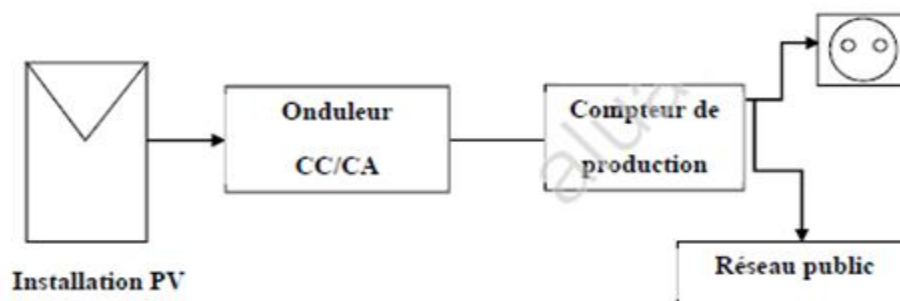 Onduleur
CC/CA
Compteur de
production
Installation PV
Réseau public